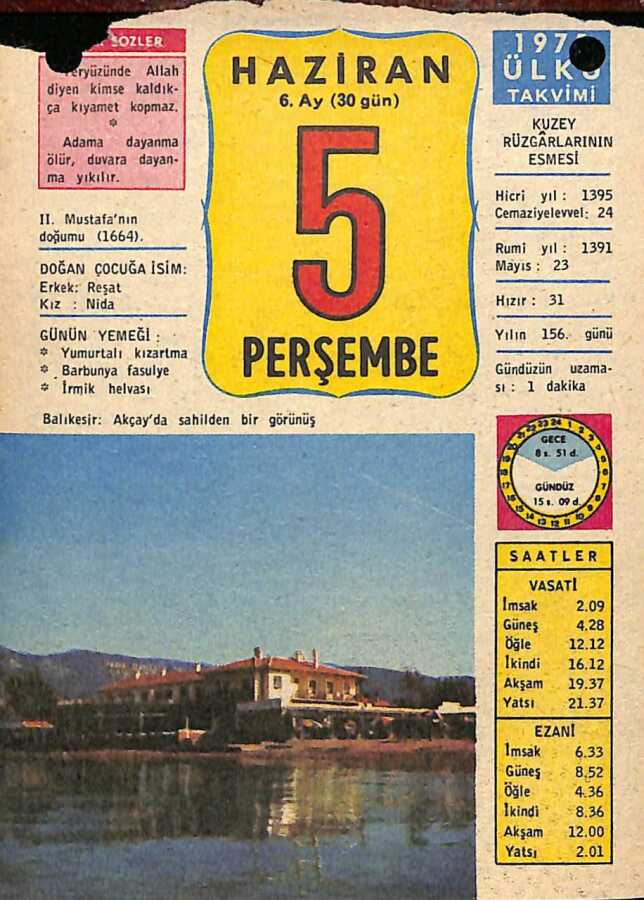 SÖZLER
Allah
diyen kimse kaldık-
ça kıyamet kopmaz.
Adama dayanma
ölür, duvara dayan-
ma yıkılır.
II. Mustafa'nın
doğumu (1664).
DOĞAN ÇOCUĞA İSİM:
Erkek: Reşat
Kız : Nida
GÜNÜN YEMEĞİ :
* Yumurtalı kızartma
* Barbunya fasulye
* İrmik helvası
HAZİRAN
6. Ay (30 gün)
5
PERŞEMBE
ÜLKÜ
TAKVİMİ
KUZEY
RÜZGÂRLARININ
ESMESİ
Hicri yıl : 1395
Cemaziyelevvel: 24
Rumi yıl : 1391
Mayıs : 23
Hızır : 31
Yılın 156. günü
Gündüzün uzama-
sı : 1 dakika
Balıkesir: Akçay'da sahilden bir görünüş
GECE
8 s. 51 d.
GÜNDÜZ
15 s. 09 d.
SAATLER
VASATİ
İmsak 2.09
Güneş 4.28
Öğle 12.12
İkindi 16.12
Akşam 19.37
Yatsı 21.37
EZANİ
İmsak 6.33
Güneş 8.52
Öğle 4.36
İkindi 8.36
Akşam 12.00
Yatsı 2.01